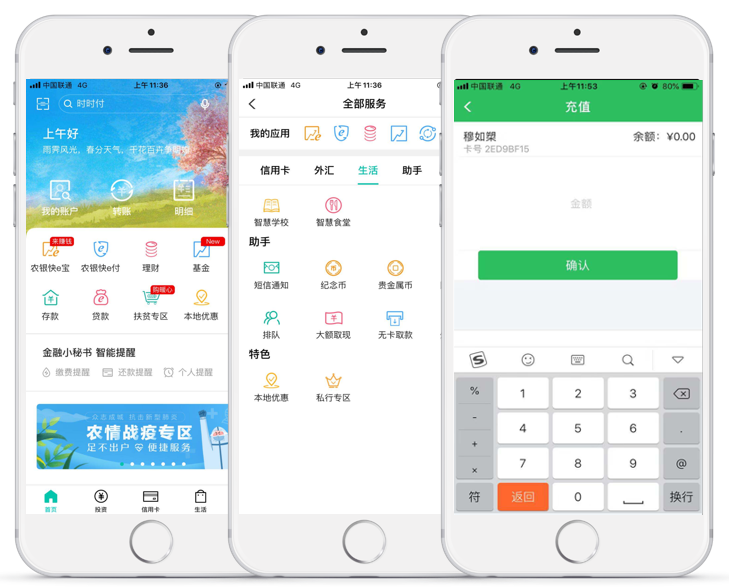 中国联通 4G 上午11:36
时时付
上午好
雨霁风光，春分天气，千花百卉争明媚
我的账户 转账 明细
来赚钱 New
农银快e宝 农银快e付 理财 基金
购暖心
存款 贷款 扶贫专区 本地优惠
金融小秘书 智能提醒
缴费提醒 还款提醒 个人提醒
众志成城 抗击新型肺炎
农情战疫专区
足不出户 便捷服务
首页 投资 信用卡 生活
中国联通 4G 上午11:36
全部服务
我的应用
信用卡 外汇 生活 助手
智慧学校 智慧食堂
助手
短信通知 纪念币 贵金属币
排队 大额取现 无卡取款
特色
本地优惠 私行专区
中国联通 4G 上午11:53 80%
充值
穆如槊 余额：¥0.00
卡号 2ED9BF15
金额
确认
% 1 2 3
- 4 5 6 .
+
× 7 8 9 @
符 返回 0 换行